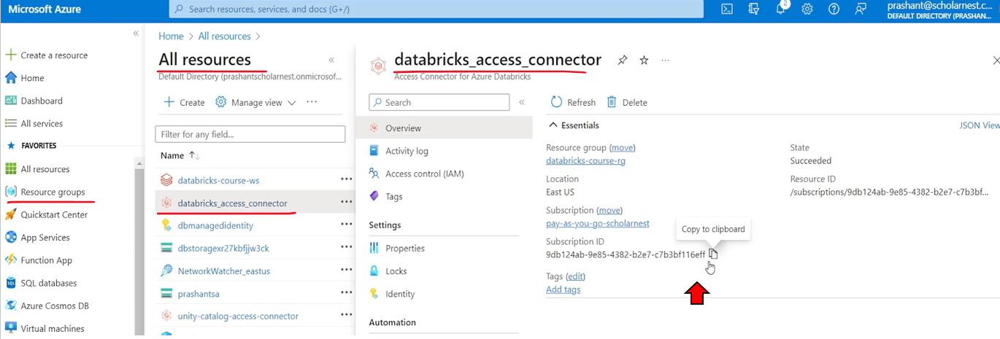 Microsoft Azure
Search resources, services, and docs (G+/)
2
prashant@scholarnest.c...
DEFAULT DIRECTORY (PRASHAN...
«
Create a resource
Home
Dashboard
All services
FAVORITES
All resources
Resource groups
Quickstart Center
App Services
Function App
SQL databases
Azure Cosmos DB
Virtual machines
Home > All resources >
All resources
«
Default Directory (prashantscholarnest.onmicrosof...
Create
Manage view
...
Filter for any field...
Name ↑↓
databricks-course-ws
...
databricks_access_connector
...
dbmanagedidentity
...
dbstoragexr27kbfjjw3ck
...
NetworkWatcher_eastus
...
prashantsa
...
unity-catalog-access-connector
...
databricks_access_connector
...
Access Connector for Azure Databricks
Search
«
Overview
Activity log
Access control (IAM)
Tags
Settings
Properties
Locks
Identity
Automation
Refresh
Delete
Essentials
JSON View
Resource group (move)
databricks-course-rg
Location
East US
Subscription (move)
pay-as-you-go-scholarnest
Subscription ID
9db124ab-9e85-4382-b2e7-c7b3bf116eff
Copy to clipboard
Tags (edit)
Add tags
State
Succeeded
Resource ID
/subscriptions/9db124ab-9e85-4382-b2e7-c7b3bf...